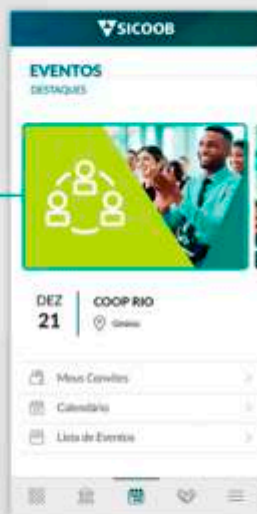 SICOOB
EVENTOS
DESTAQUES
DEZ
21
COOP RIO
Meus Convites
Calendário
Lista de Eventos